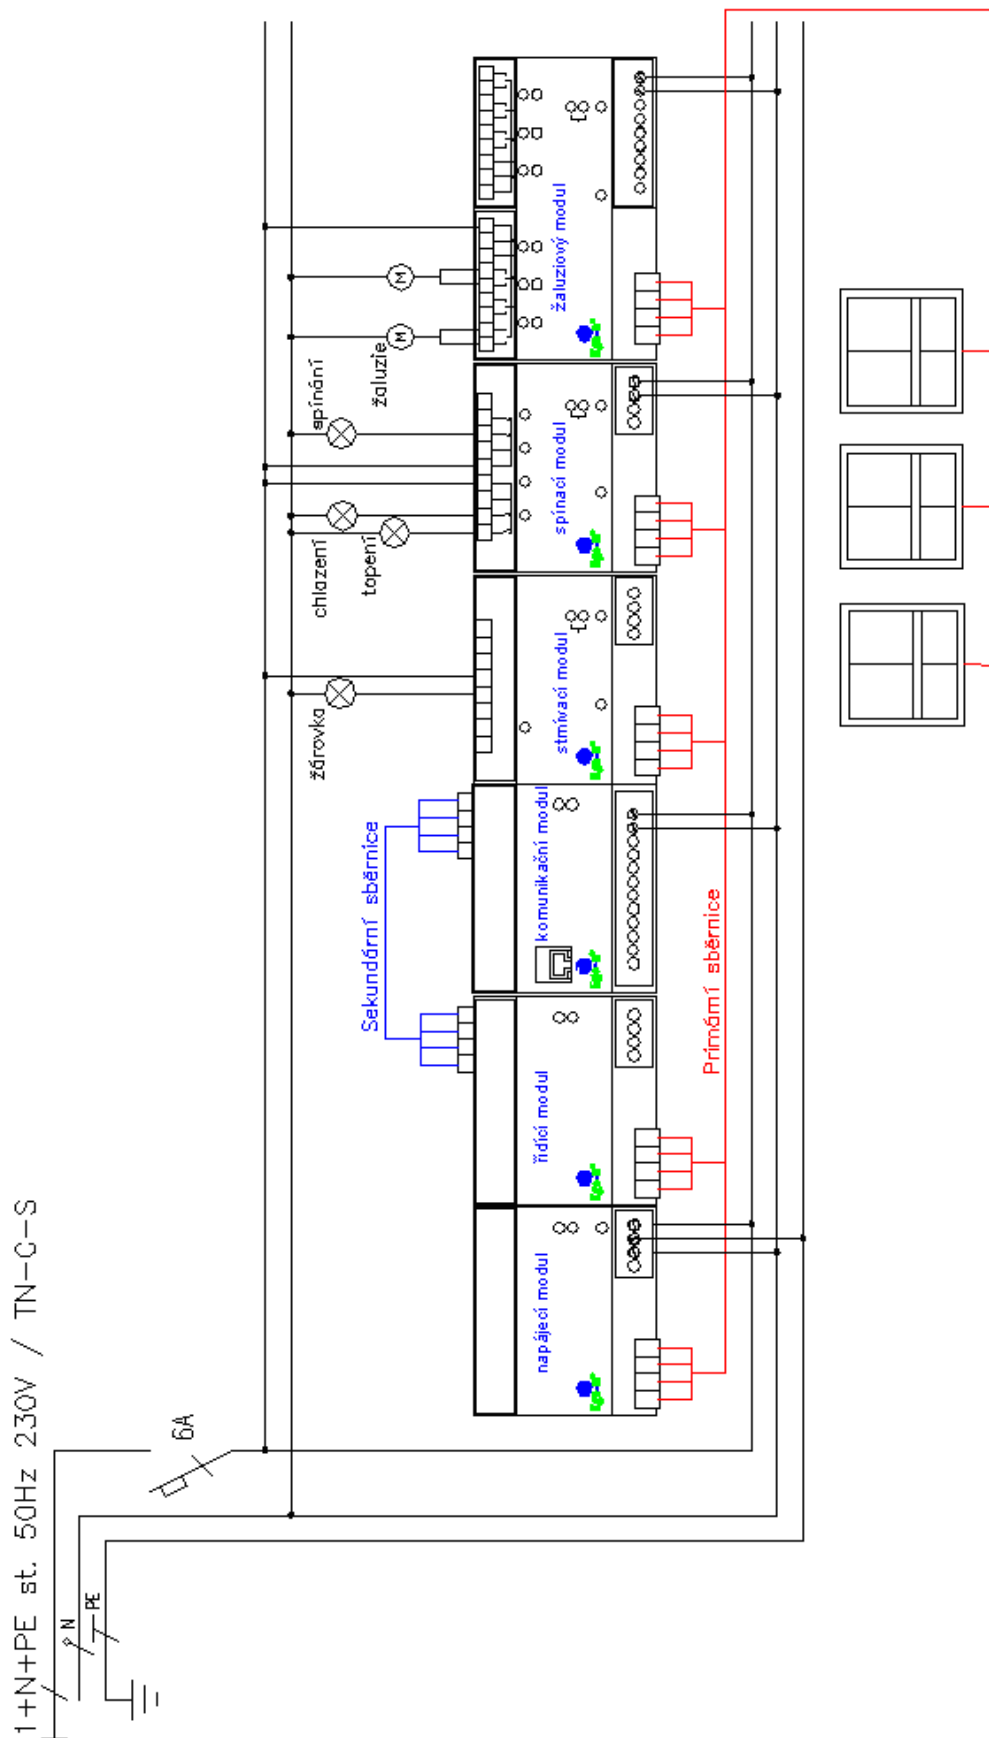 1+N+PE st. 50Hz 230V / TN-C-S
N
PE
6A
napájecí modul
řídící modul
komunikační modul
stmívací modul
spínací modul
žaluziový modul
Sekundární sběrnice
Primární sběrnice
žárovka
chlazení
topení
spínání
žaluzie
M
M